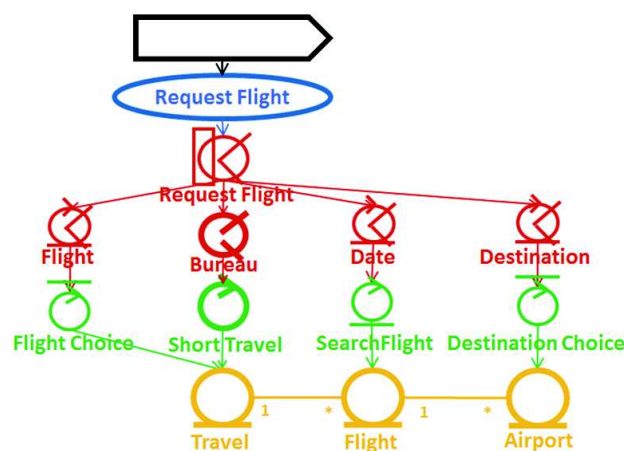 Request Flight
Request Flight
Flight
Bureau
Date
Destination
Flight Choice
Short Travel
SearchFlight
Destination Choice
1
*
1
*
Travel
Flight
Airport